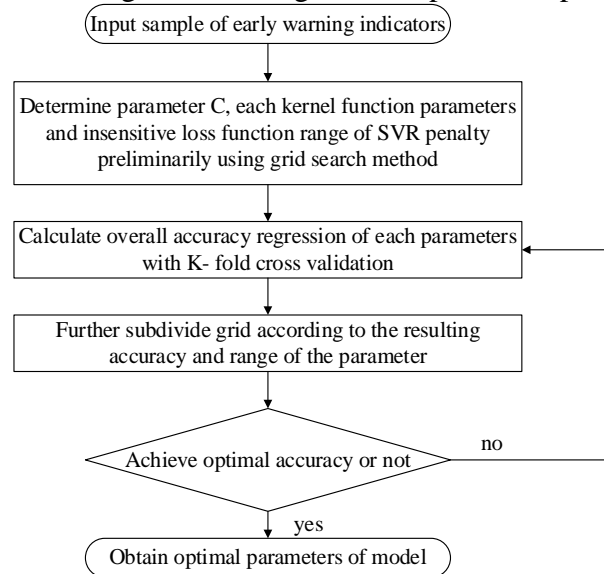 Input sample of early warning indicators
Determine parameter C, each kernel function parameters
and insensitive loss function range of SVR penalty
preliminarily using grid search method
Calculate overall accuracy regression of each parameters
with K- fold cross validation
Further subdivide grid according to the resulting
accuracy and range of the parameter
Achieve optimal accuracy or not
no
yes
Obtain optimal parameters of model